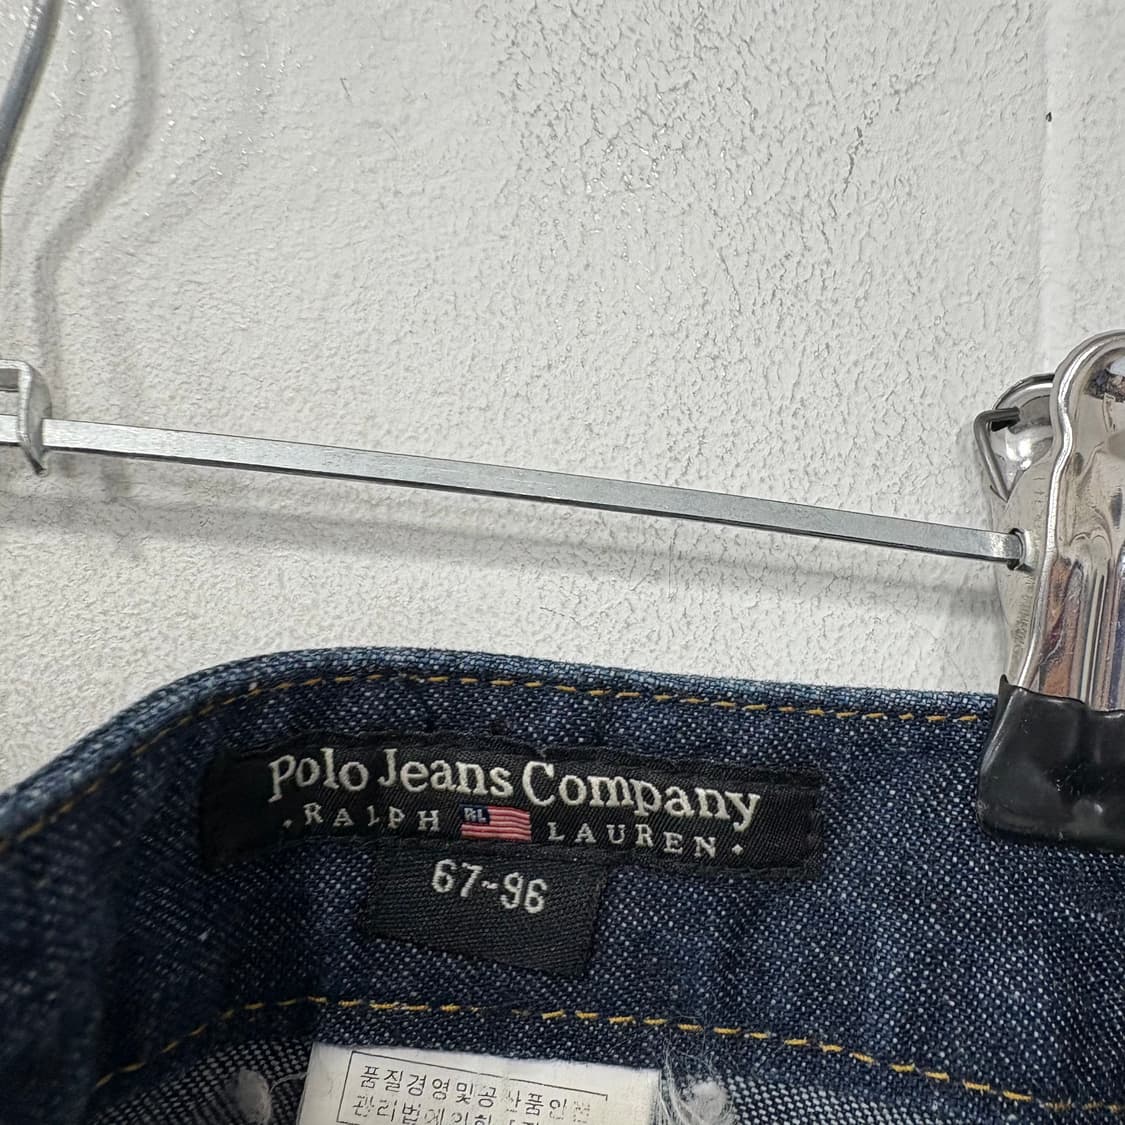 Polo Jeans Company
• RALPH RL LAUREN •
67-96
품질경영및공산품안전
관리법에의한